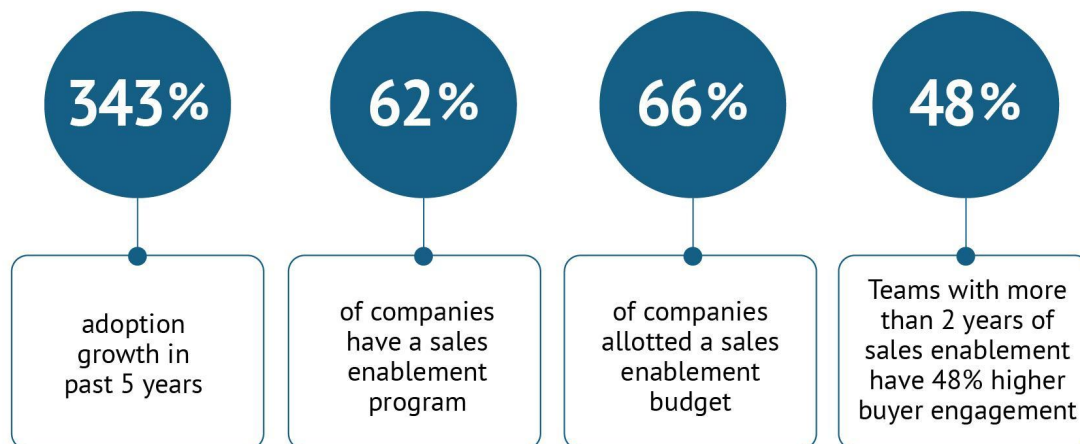 343%
adoption
growth in
past 5 years
62%
of companies
have a sales
enablement
program
66%
of companies
allotted a sales
enablement
budget
48%
Teams with more
than 2 years of
sales enablement
have 48% higher
buyer engagement